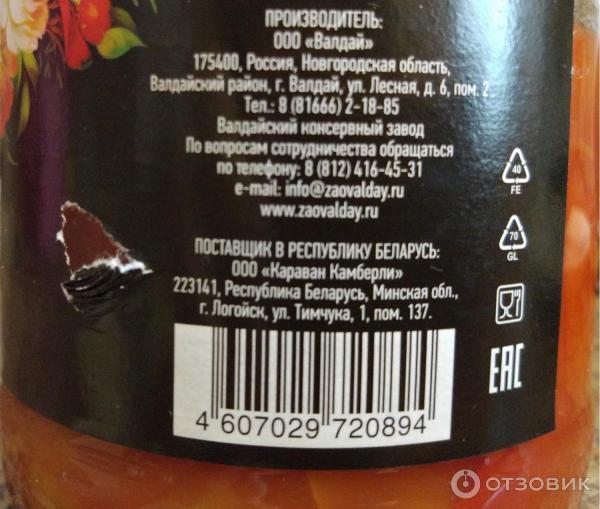 ПРОИЗВОДИТЕЛЬ:
ООО «Валдай»
175400, Россия, Новгородская область,
Валдайский район, г. Валдай, ул. Лесная, д. 6, пом. 2
Тел.: 8 (81666) 2-18-85
Валдайский консервный завод
По вопросам сотрудничества обращаться
по телефону: 8 (812) 416-45-31
e-mail: info@zaovalday.ru
www.zaovalday.ru
ПОСТАВЩИК В РЕСПУБЛИКУ БЕЛАРУСЬ:
ООО «Караван Камберли»
223141, Республика Беларусь, Минская обл.,
г. Логойск, ул. Тимчука, 1, пом. 137.
4 607029 720894
40
FE
70
GL
EAC
ОТЗОВИК